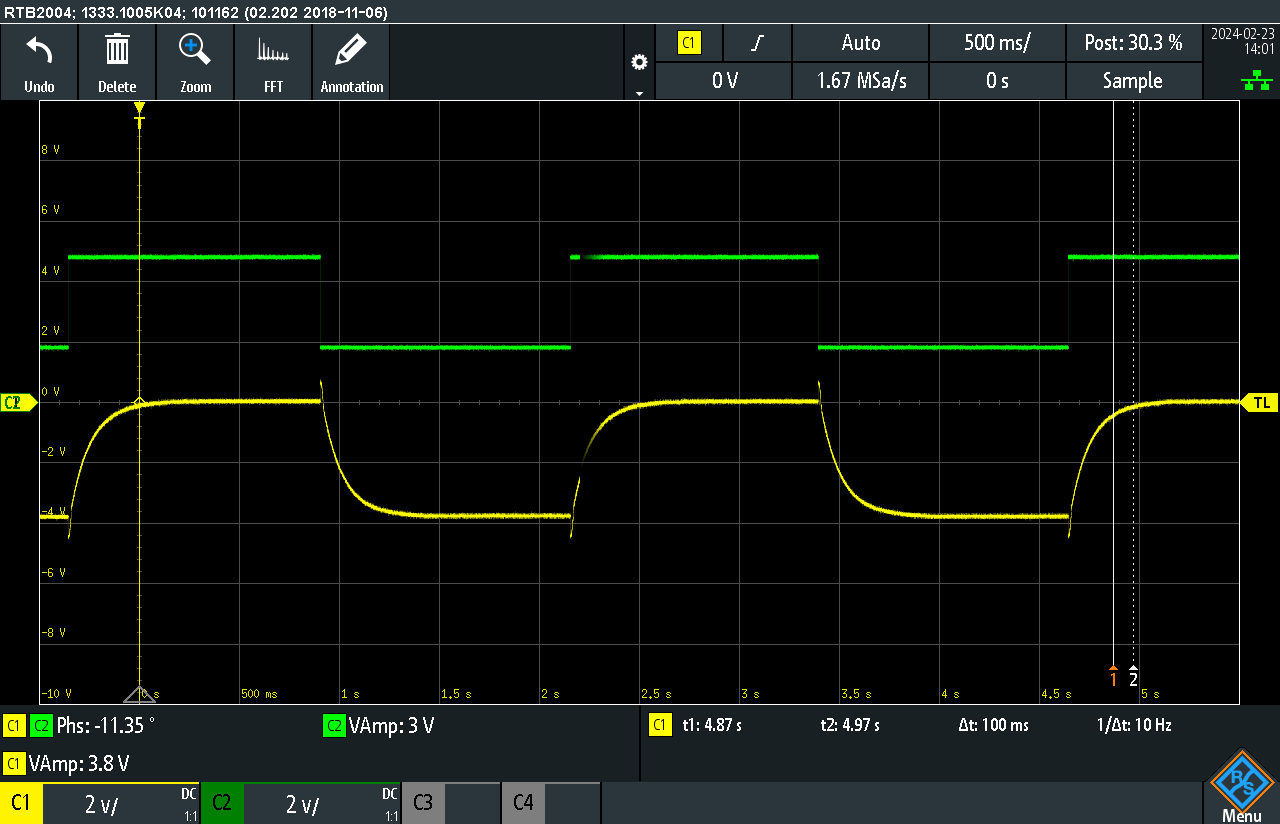 RTB2004; 1333.1005K04; 101162 (02.202 2018-11-06)
Undo Delete Zoom FFT Annotation
C1 Auto 500 ms/ Post: 30.3 %
0 V 1.67 MSa/s 0 s Sample
2024-02-23
14:01
T
8 V
6 V
4 V
2 V
0 V
TL
-2 V
-4 V
-6 V
-8 V
1 2
-10 V 0 s 500 ms 1 s 1.5 s 2 s 2.5 s 3 s 3.5 s 4 s 4.5 s 5 s
C1 C2 Phs: -11.35 ° C2 VAmp: 3 V C1 t1: 4.87 s t2: 4.97 s Δt: 100 ms 1/Δt: 10 Hz
C1 VAmp: 3.8 V
C1 2 V/ DC 1:1 C2 2 V/ DC 1:1 C3 C4
R S
Menu